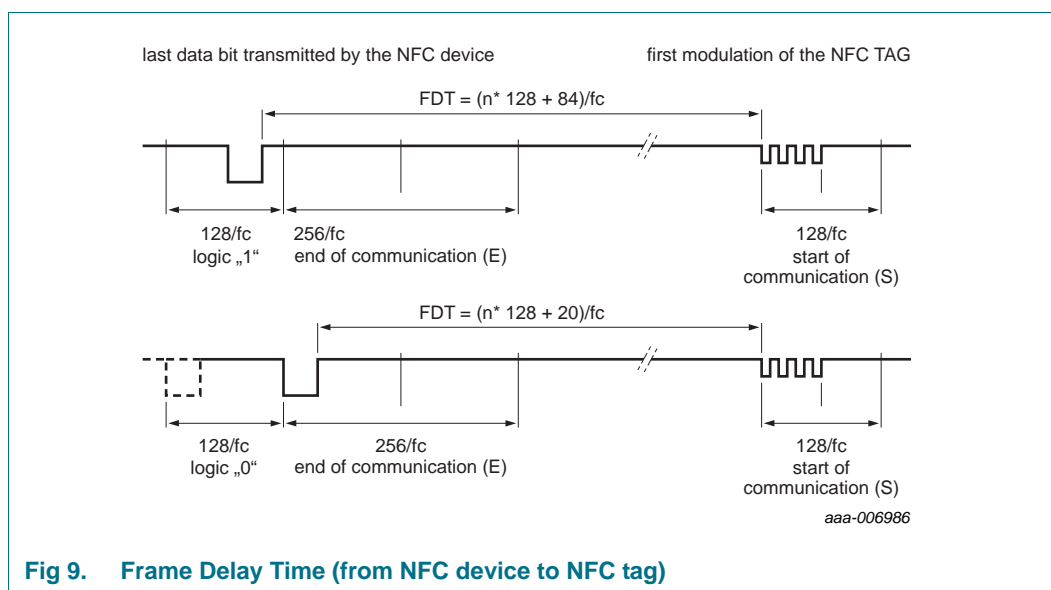 last data bit transmitted by the NFC device first modulation of the NFC TAG
FDT = (n* 128 + 84)/fc
128/fc 256/fc 128/fc
logic „1“ end of communication (E) start of
communication (S)
FDT = (n* 128 + 20)/fc
128/fc 256/fc 128/fc
logic „0“ end of communication (E) start of
communication (S)
aaa-006986
Fig 9. Frame Delay Time (from NFC device to NFC tag)